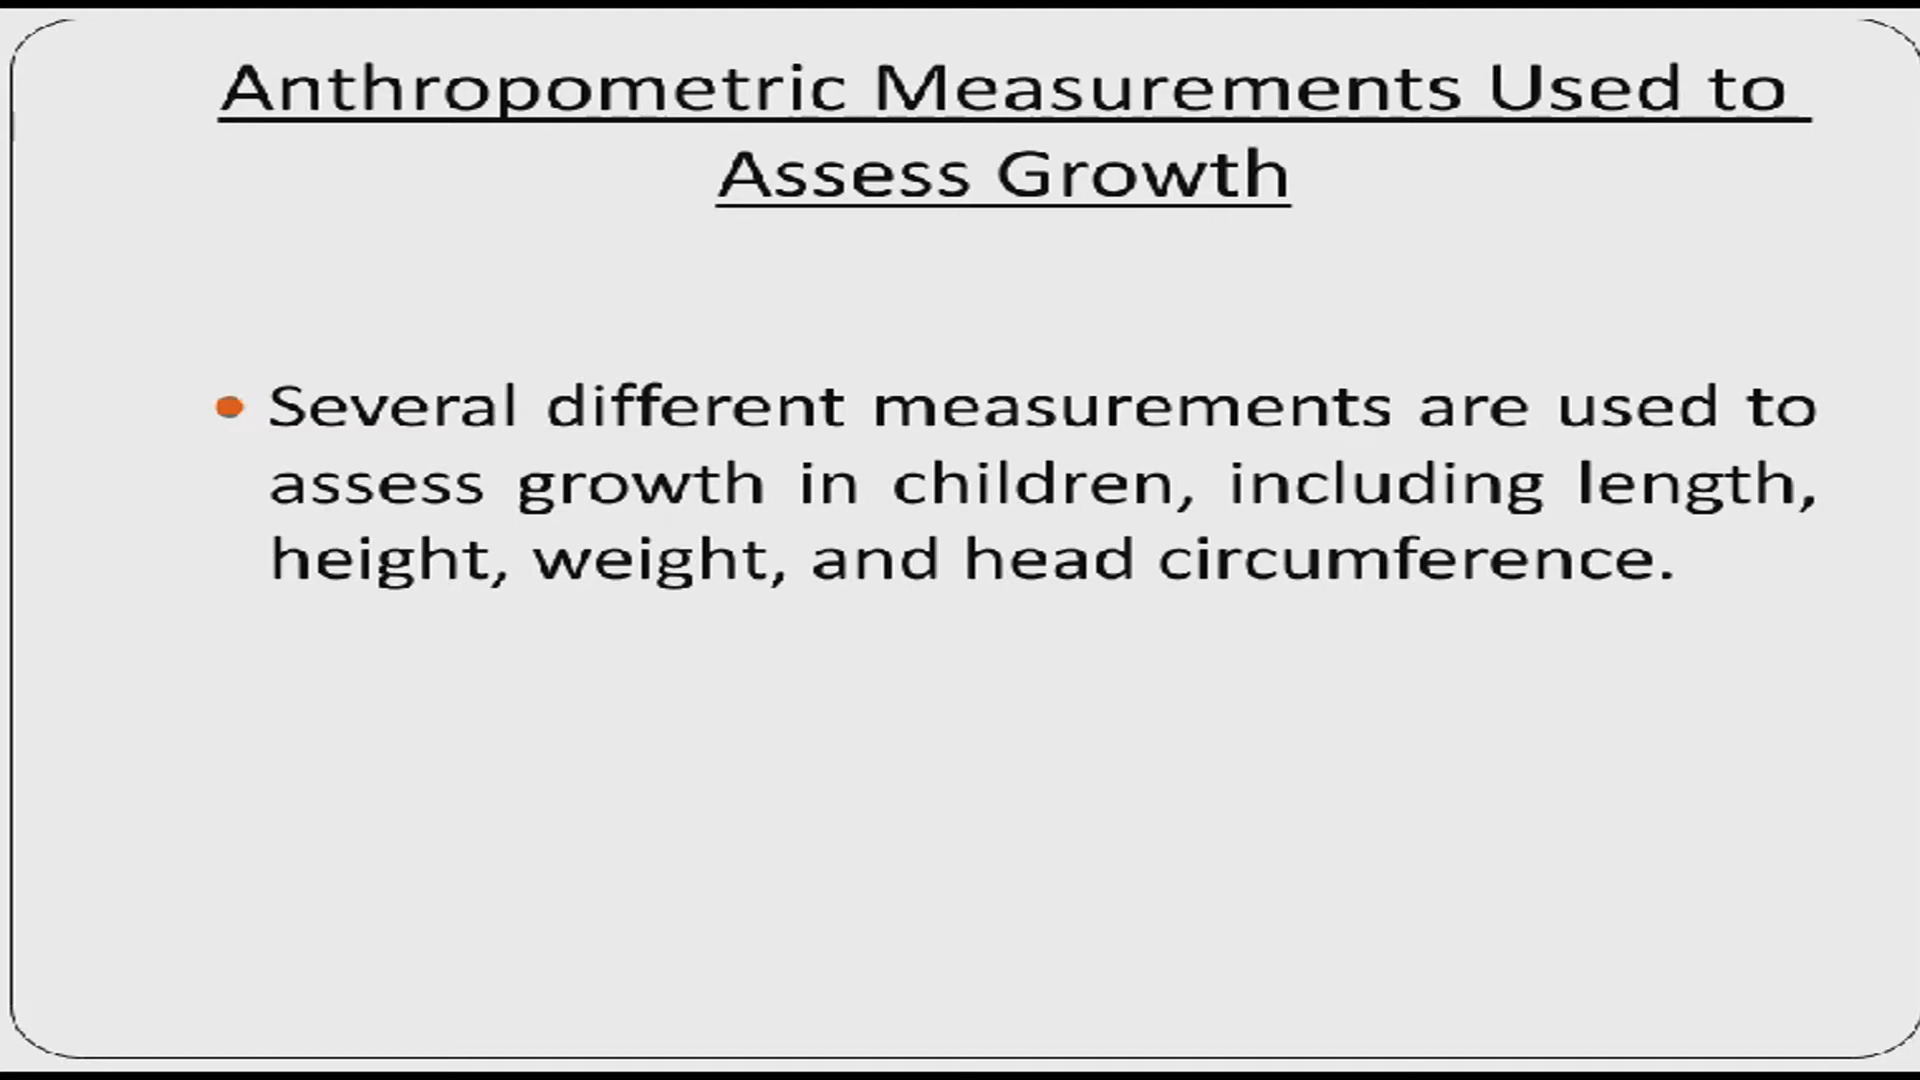 Anthropometric Measurements Used to
Assess Growth
• Several different measurements are used to
assess growth in children, including length,
height, weight, and head circumference.